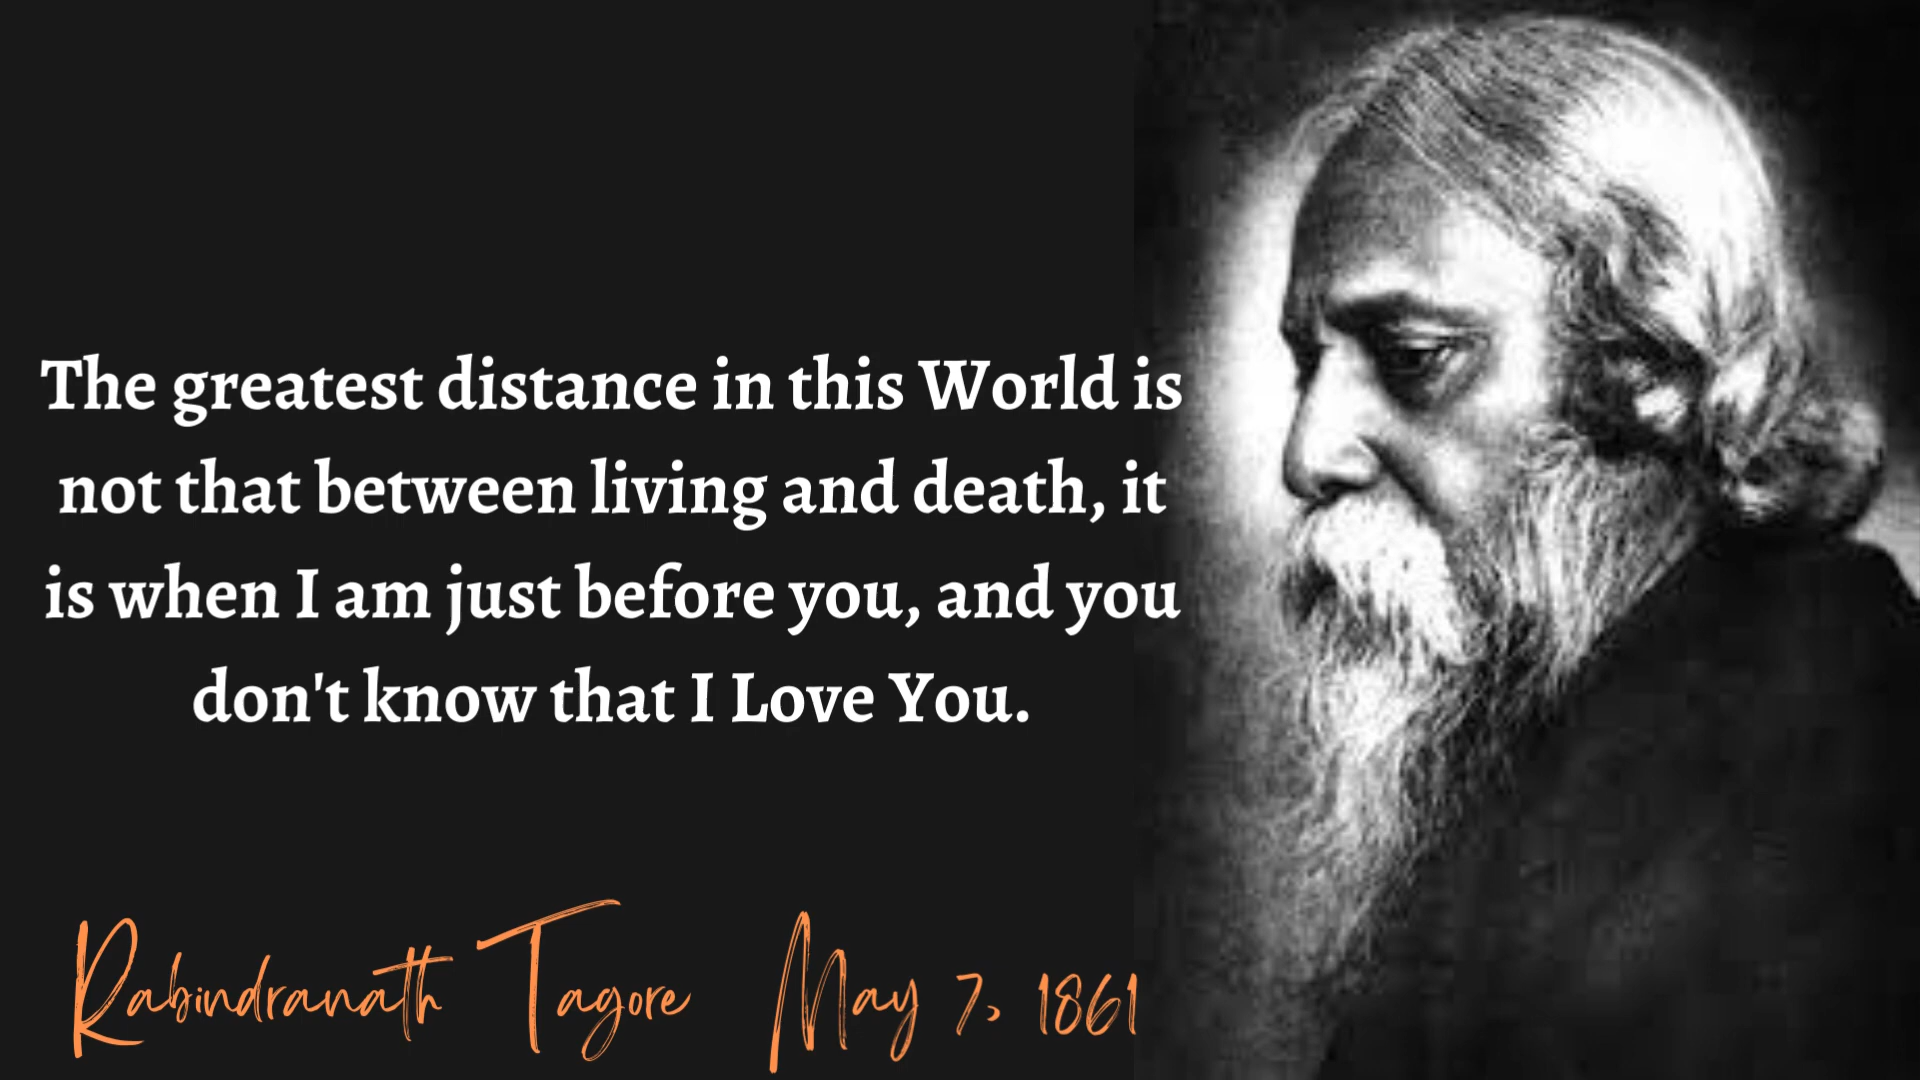 The greatest distance in this World is
not that between living and death, it
is when I am just before you, and you
don't know that I Love You.
Rabindranath Tagore May 7, 1861